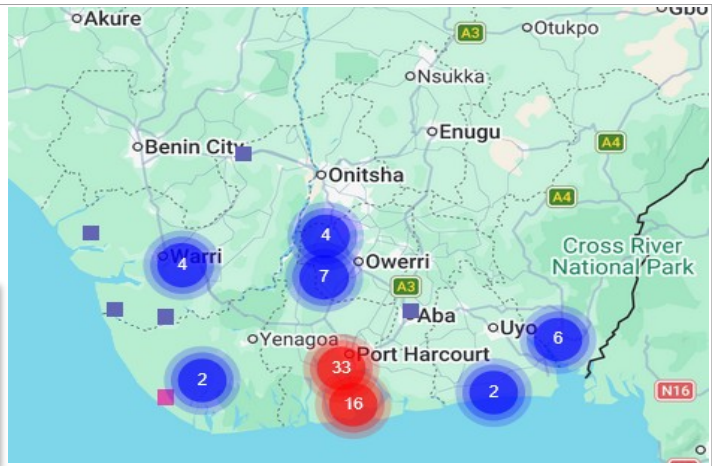 Akure
Gbo
A3
Otukpo
Nsukka
Enugu
Benin City
A4
Onitsha
A4
4
Cross River
National Park
Warri
4
Owerri
7
A3
Aba
Uyo
6
Yenagoa
Port Harcourt
33
2
16
2
N16